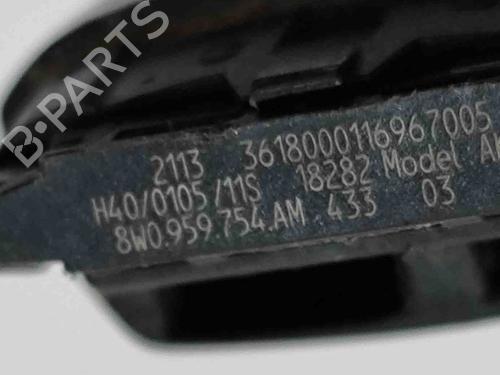 B-PARTS
2113 3618000116967005
H40/0105/11S 18282 Model
8W0.959.754.AM 433 03